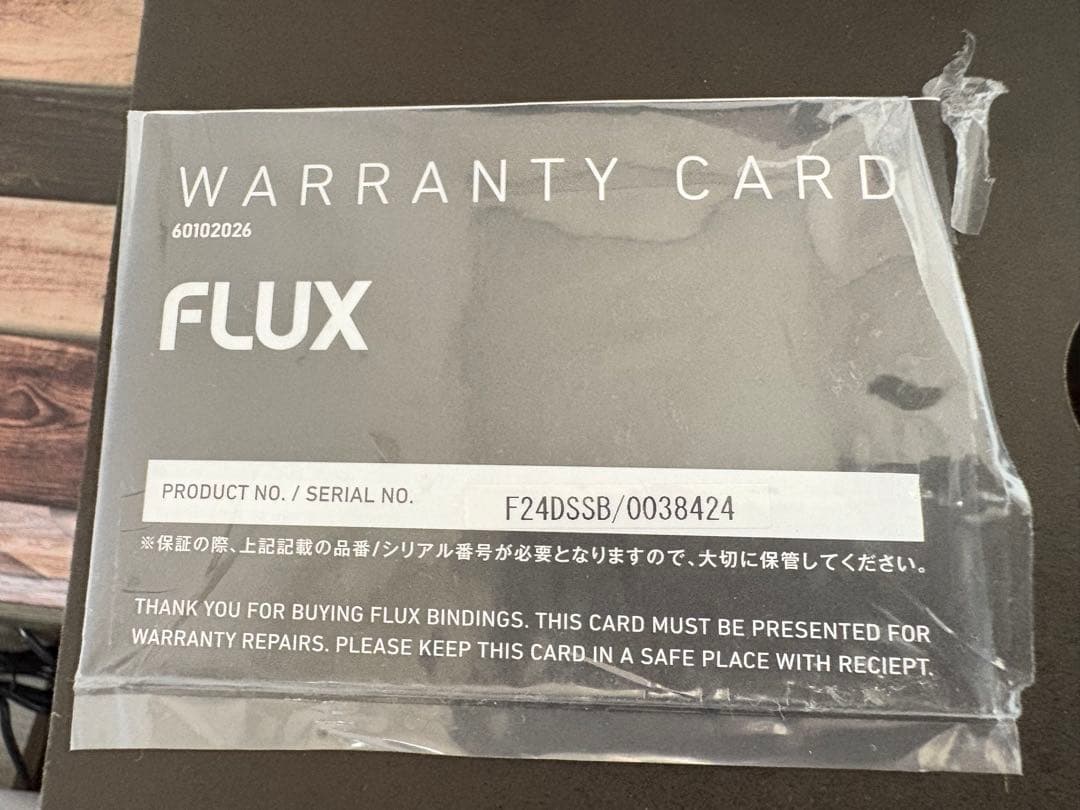 WARRANTY CARD
60102026
FLUX
PRODUCT NO. / SERIAL NO. F24DSSB/0038424
※保証の際、上記記載の品番/シリアル番号が必要となりますので、大切に保管してください。
THANK YOU FOR BUYING FLUX BINDINGS. THIS CARD MUST BE PRESENTED FOR
WARRANTY REPAIRS. PLEASE KEEP THIS CARD IN A SAFE PLACE WITH RECIEPT.